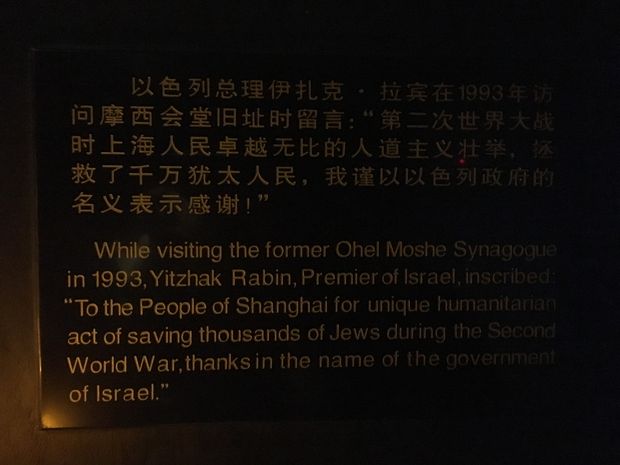 以色列总理伊扎克·拉宾在1993年访
问摩西会堂旧址时留言:“第二次世界大战
时上海人民卓越无比的人道主义壮举，拯
救了千万犹太人民，我谨以以色列政府的
名义表示感谢!”
While visiting the former Ohel Moshe Synagogue
in 1993,Yitzhak Rabin,Premier of Israel,inscribed:
“To the People of Shanghai for unique humanitarian
act of saving thousands of Jews during the Second
World War,thanks in the name of the government
of Israel.”